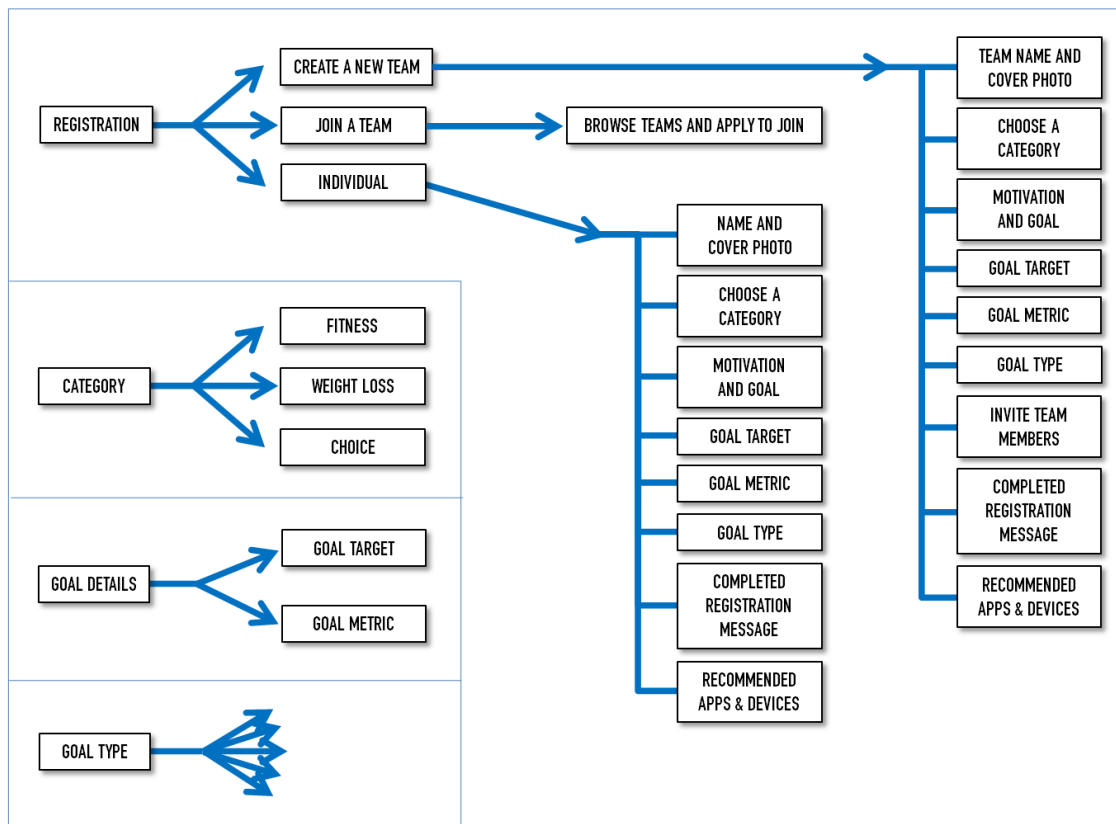 REGISTRATION
CREATE A NEW TEAM
JOIN A TEAM
INDIVIDUAL
BROWSE TEAMS AND APPLY TO JOIN
NAME AND
COVER PHOTO
CHOOSE A
CATEGORY
MOTIVATION
AND GOAL
GOAL TARGET
GOAL METRIC
GOAL TYPE
COMPLETED
REGISTRATION
MESSAGE
RECOMMENDED
APPS & DEVICES
TEAM NAME AND
COVER PHOTO
CHOOSE A
CATEGORY
MOTIVATION
AND GOAL
GOAL TARGET
GOAL METRIC
GOAL TYPE
INVITE TEAM
MEMBERS
COMPLETED
REGISTRATION
MESSAGE
RECOMMENDED
APPS & DEVICES
CATEGORY
FITNESS
WEIGHT LOSS
CHOICE
GOAL DETAILS
GOAL TARGET
GOAL METRIC
GOAL TYPE